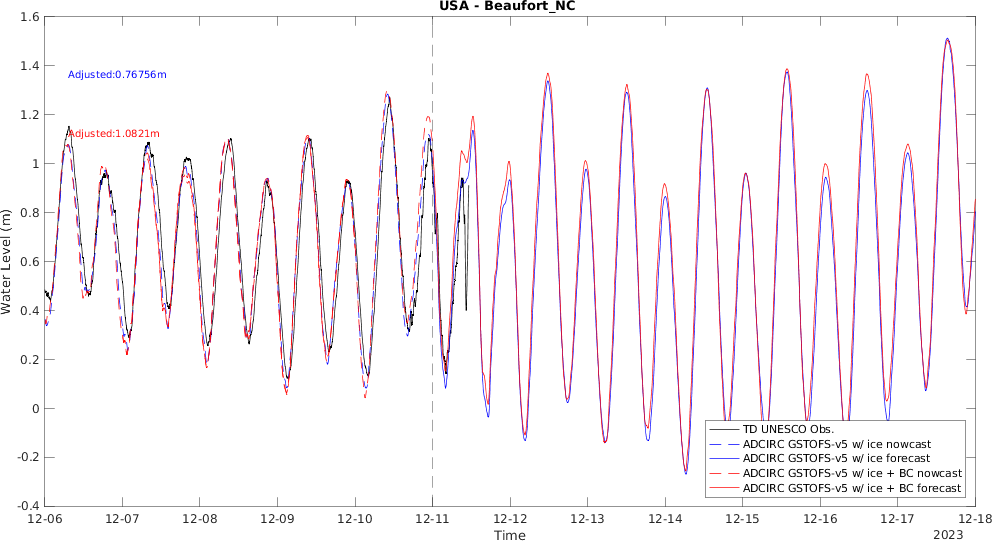 USA - Beaufort_NC
1.6
1.4
1.2
1
0.8
0.6
0.4
0.2
0
-0.2
-0.4
Water Level (m)
Adjusted:0.76756m
Adjusted:1.0821m
TD UNESCO Obs.
ADCIRC GSTOFS-v5 w/ ice nowcast
ADCIRC GSTOFS-v5 w/ ice forecast
ADCIRC GSTOFS-v5 w/ ice + BC nowcast
ADCIRC GSTOFS-v5 w/ ice + BC forecast
12-06 12-07 12-08 12-09 12-10 12-11 12-12 12-13 12-14 12-15 12-16 12-17 12-18
Time
2023